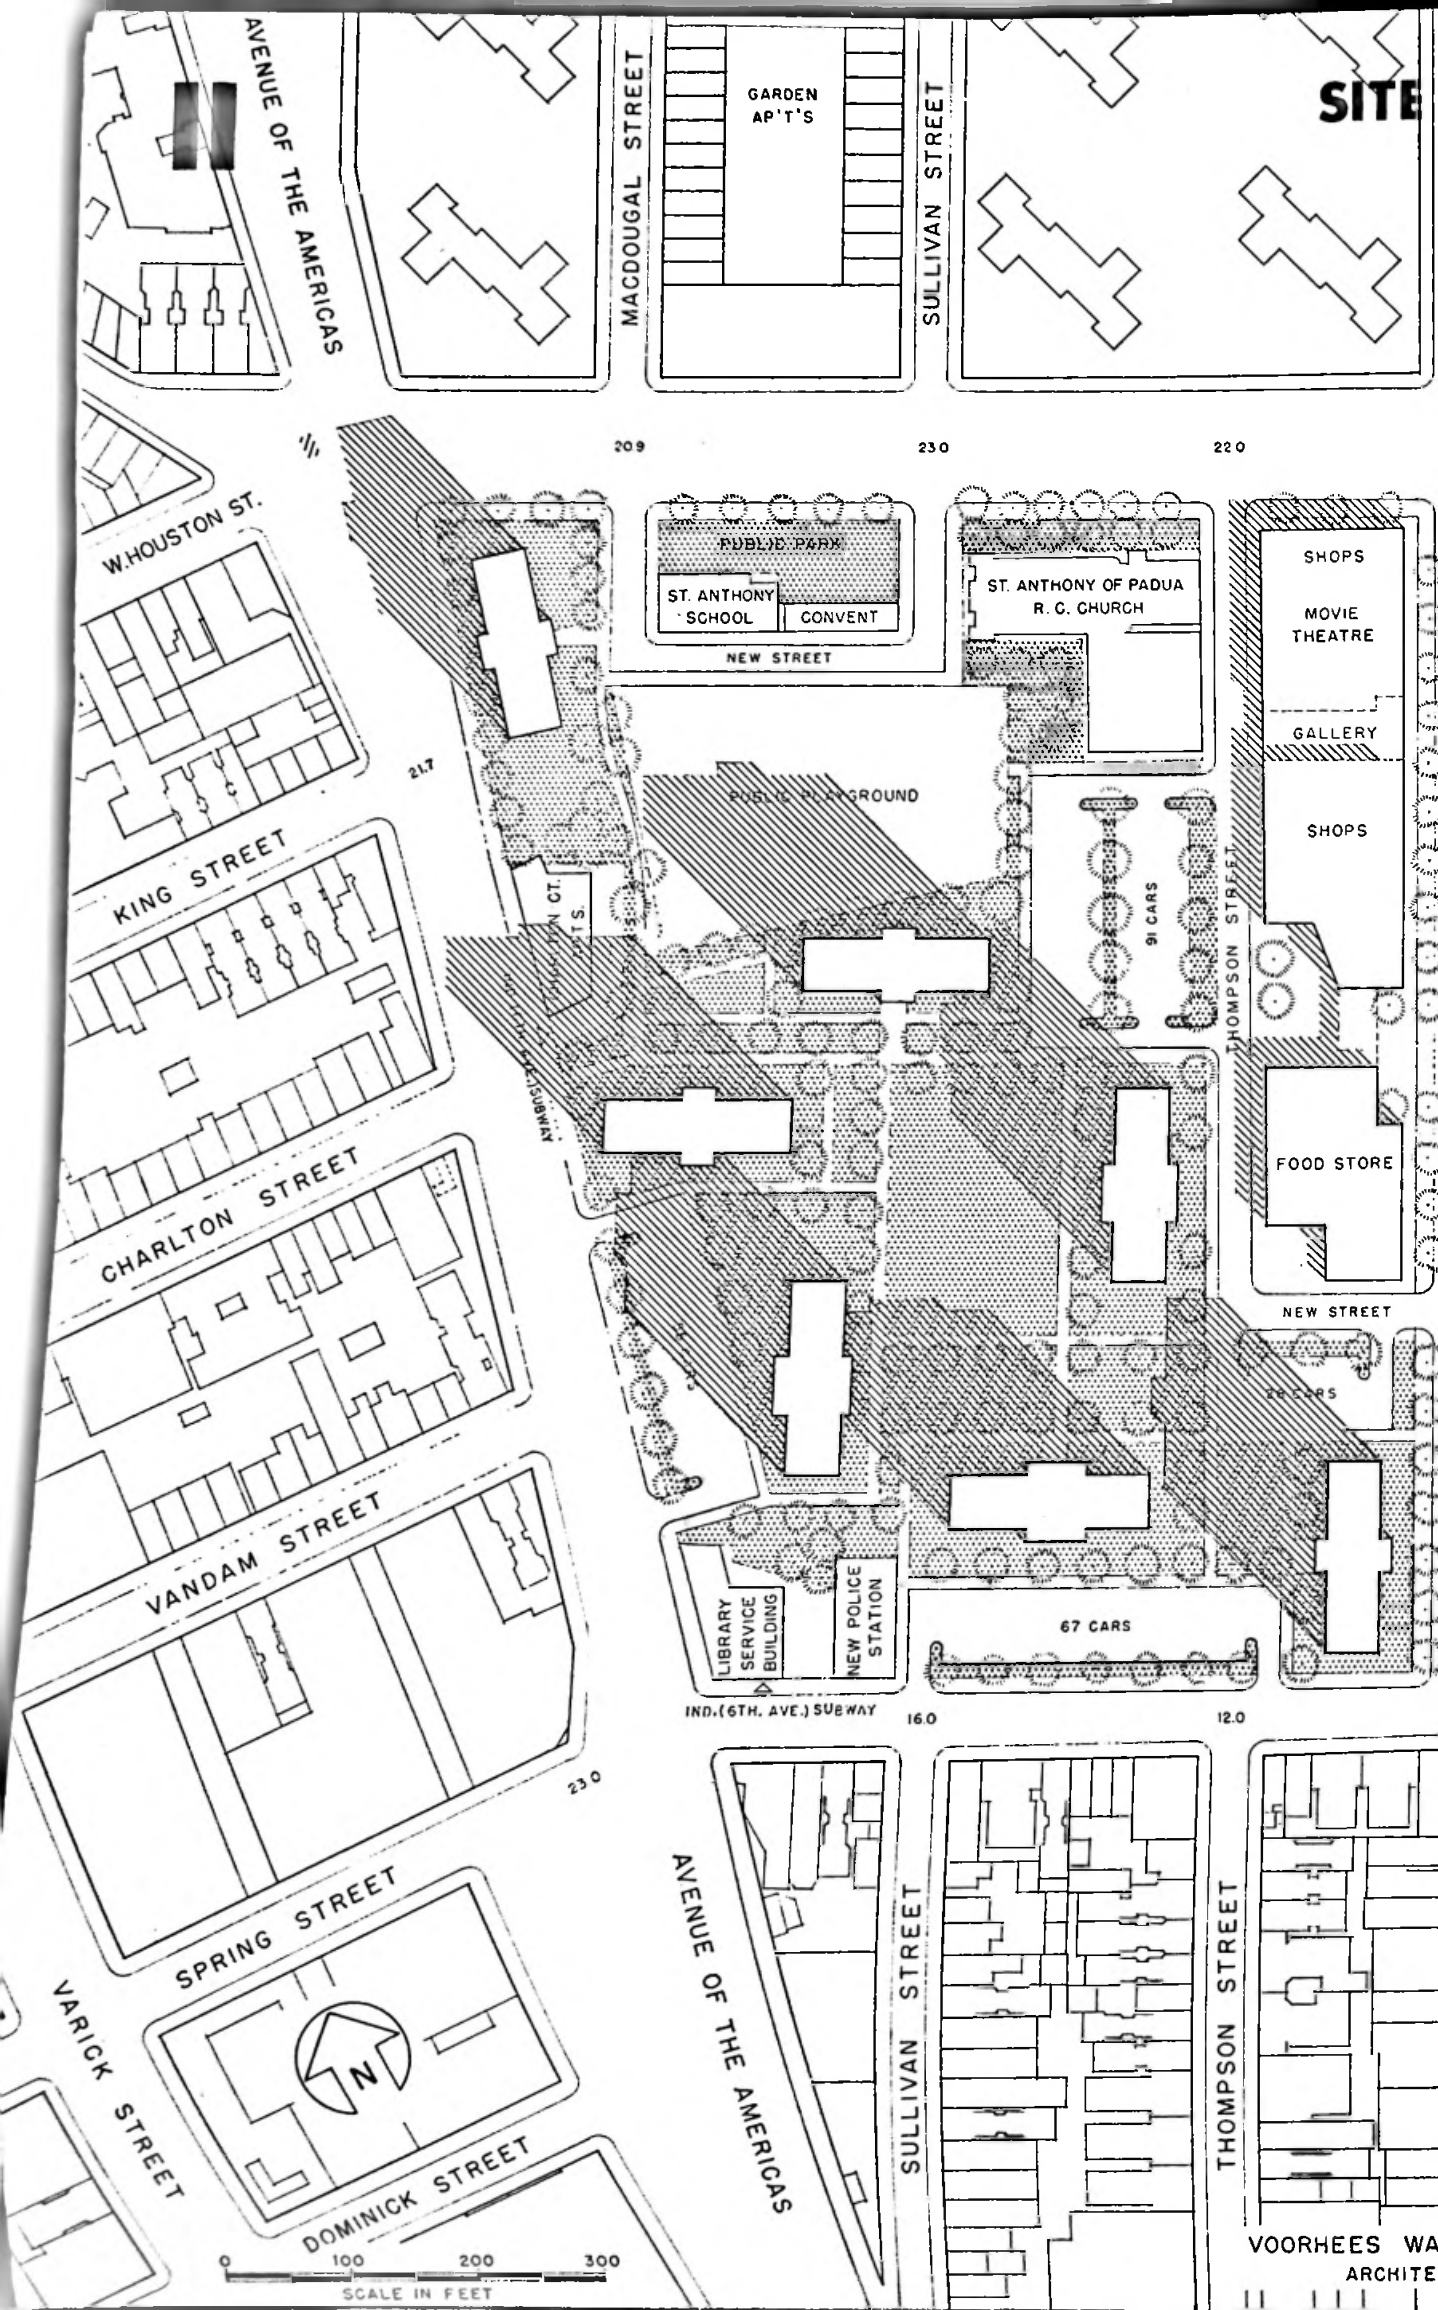 SITE
AVENUE OF THE AMERICAS
MACDOUGAL STREET
GARDEN
AP'T'S
SULLIVAN STREET
209
230
220
W. HOUSTON ST.
PUBLIC PARK
ST. ANTHONY
SCHOOL
CONVENT
NEW STREET
ST. ANTHONY OF PADUA
R. C. CHURCH
SHOPS
MOVIE
THEATRE
GALLERY
SHOPS
21.7
PUBLIC PLAYGROUND
KING STREET
91 CARS
THOMPSON STREET
CT.
SUBWAY
CHARLTON STREET
FOOD STORE
NEW STREET
28 CARS
VANDAM STREET
LIBRARY
SERVICE
BUILDING
NEW POLICE
STATION
67 CARS
IND. (6TH. AVE.) SUBWAY
16.0
12.0
230
SPRING STREET
VARICK STREET
N
AVENUE OF THE AMERICAS
SULLIVAN STREET
THOMPSON STREET
DOMINICK STREET
0 100 200 300
SCALE IN FEET
VOORHEES WA
ARCHITE